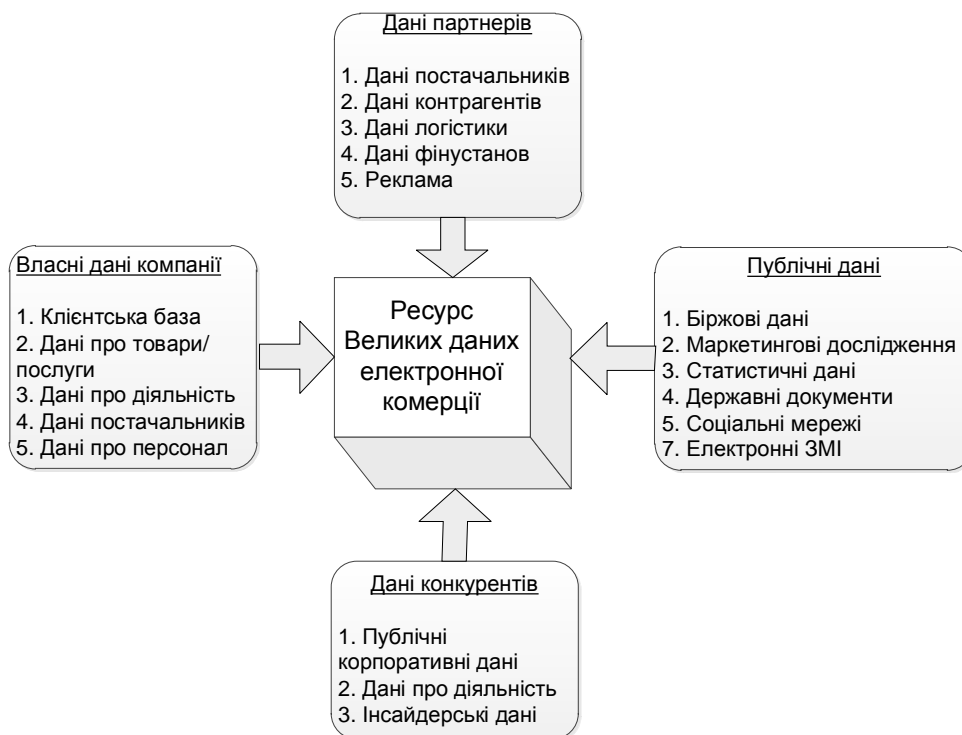 Дані партнерів
1. Дані постачальників
2. Дані контрагентів
3. Дані логістики
4. Дані фінустанов
5. Реклама
Власні дані компанії
1. Клієнтська база
2. Дані про товари/
послуги
3. Дані про діяльність
4. Дані постачальників
5. Дані про персонал
Ресурс
Великих даних
електронної
комерції
Публічні дані
1. Біржові дані
2. Маркетингові дослідження
3. Статистичні дані
4. Державні документи
5. Соціальні мережі
7. Електронні ЗМІ
Дані конкурентів
1. Публічні
корпоративні дані
2. Дані про діяльність
3. Інсайдерські дані